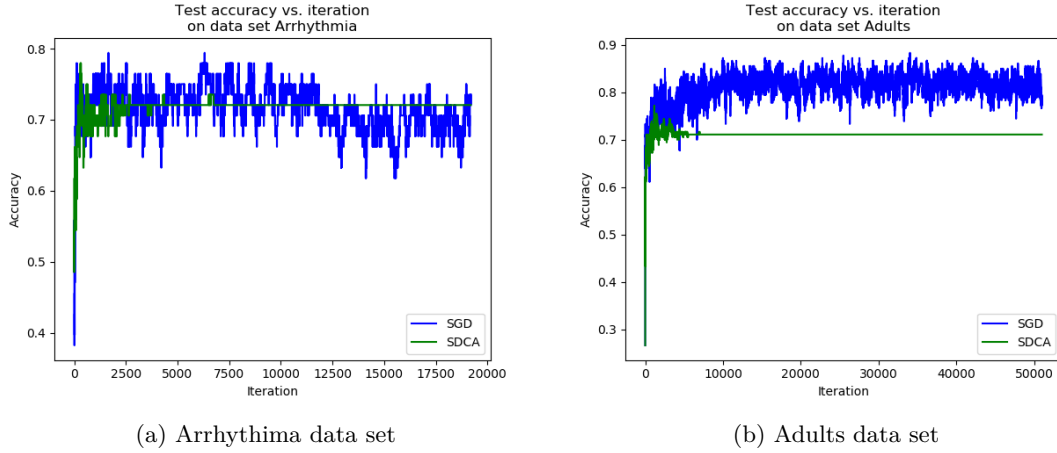 Test accuracy vs. iteration
on data set Arrhythmia
0.8
0.7
0.6
0.5
0.4
Accuracy
0
2500
5000
7500
10000
12500
15000
17500
20000
Iteration
SGD
SDCA
(a) Arrhythima data set
Test accuracy vs. iteration
on data set Adults
0.9
0.8
0.7
0.6
0.5
0.4
0.3
Accuracy
0
10000
20000
30000
40000
50000
Iteration
SGD
SDCA
(b) Adults data set